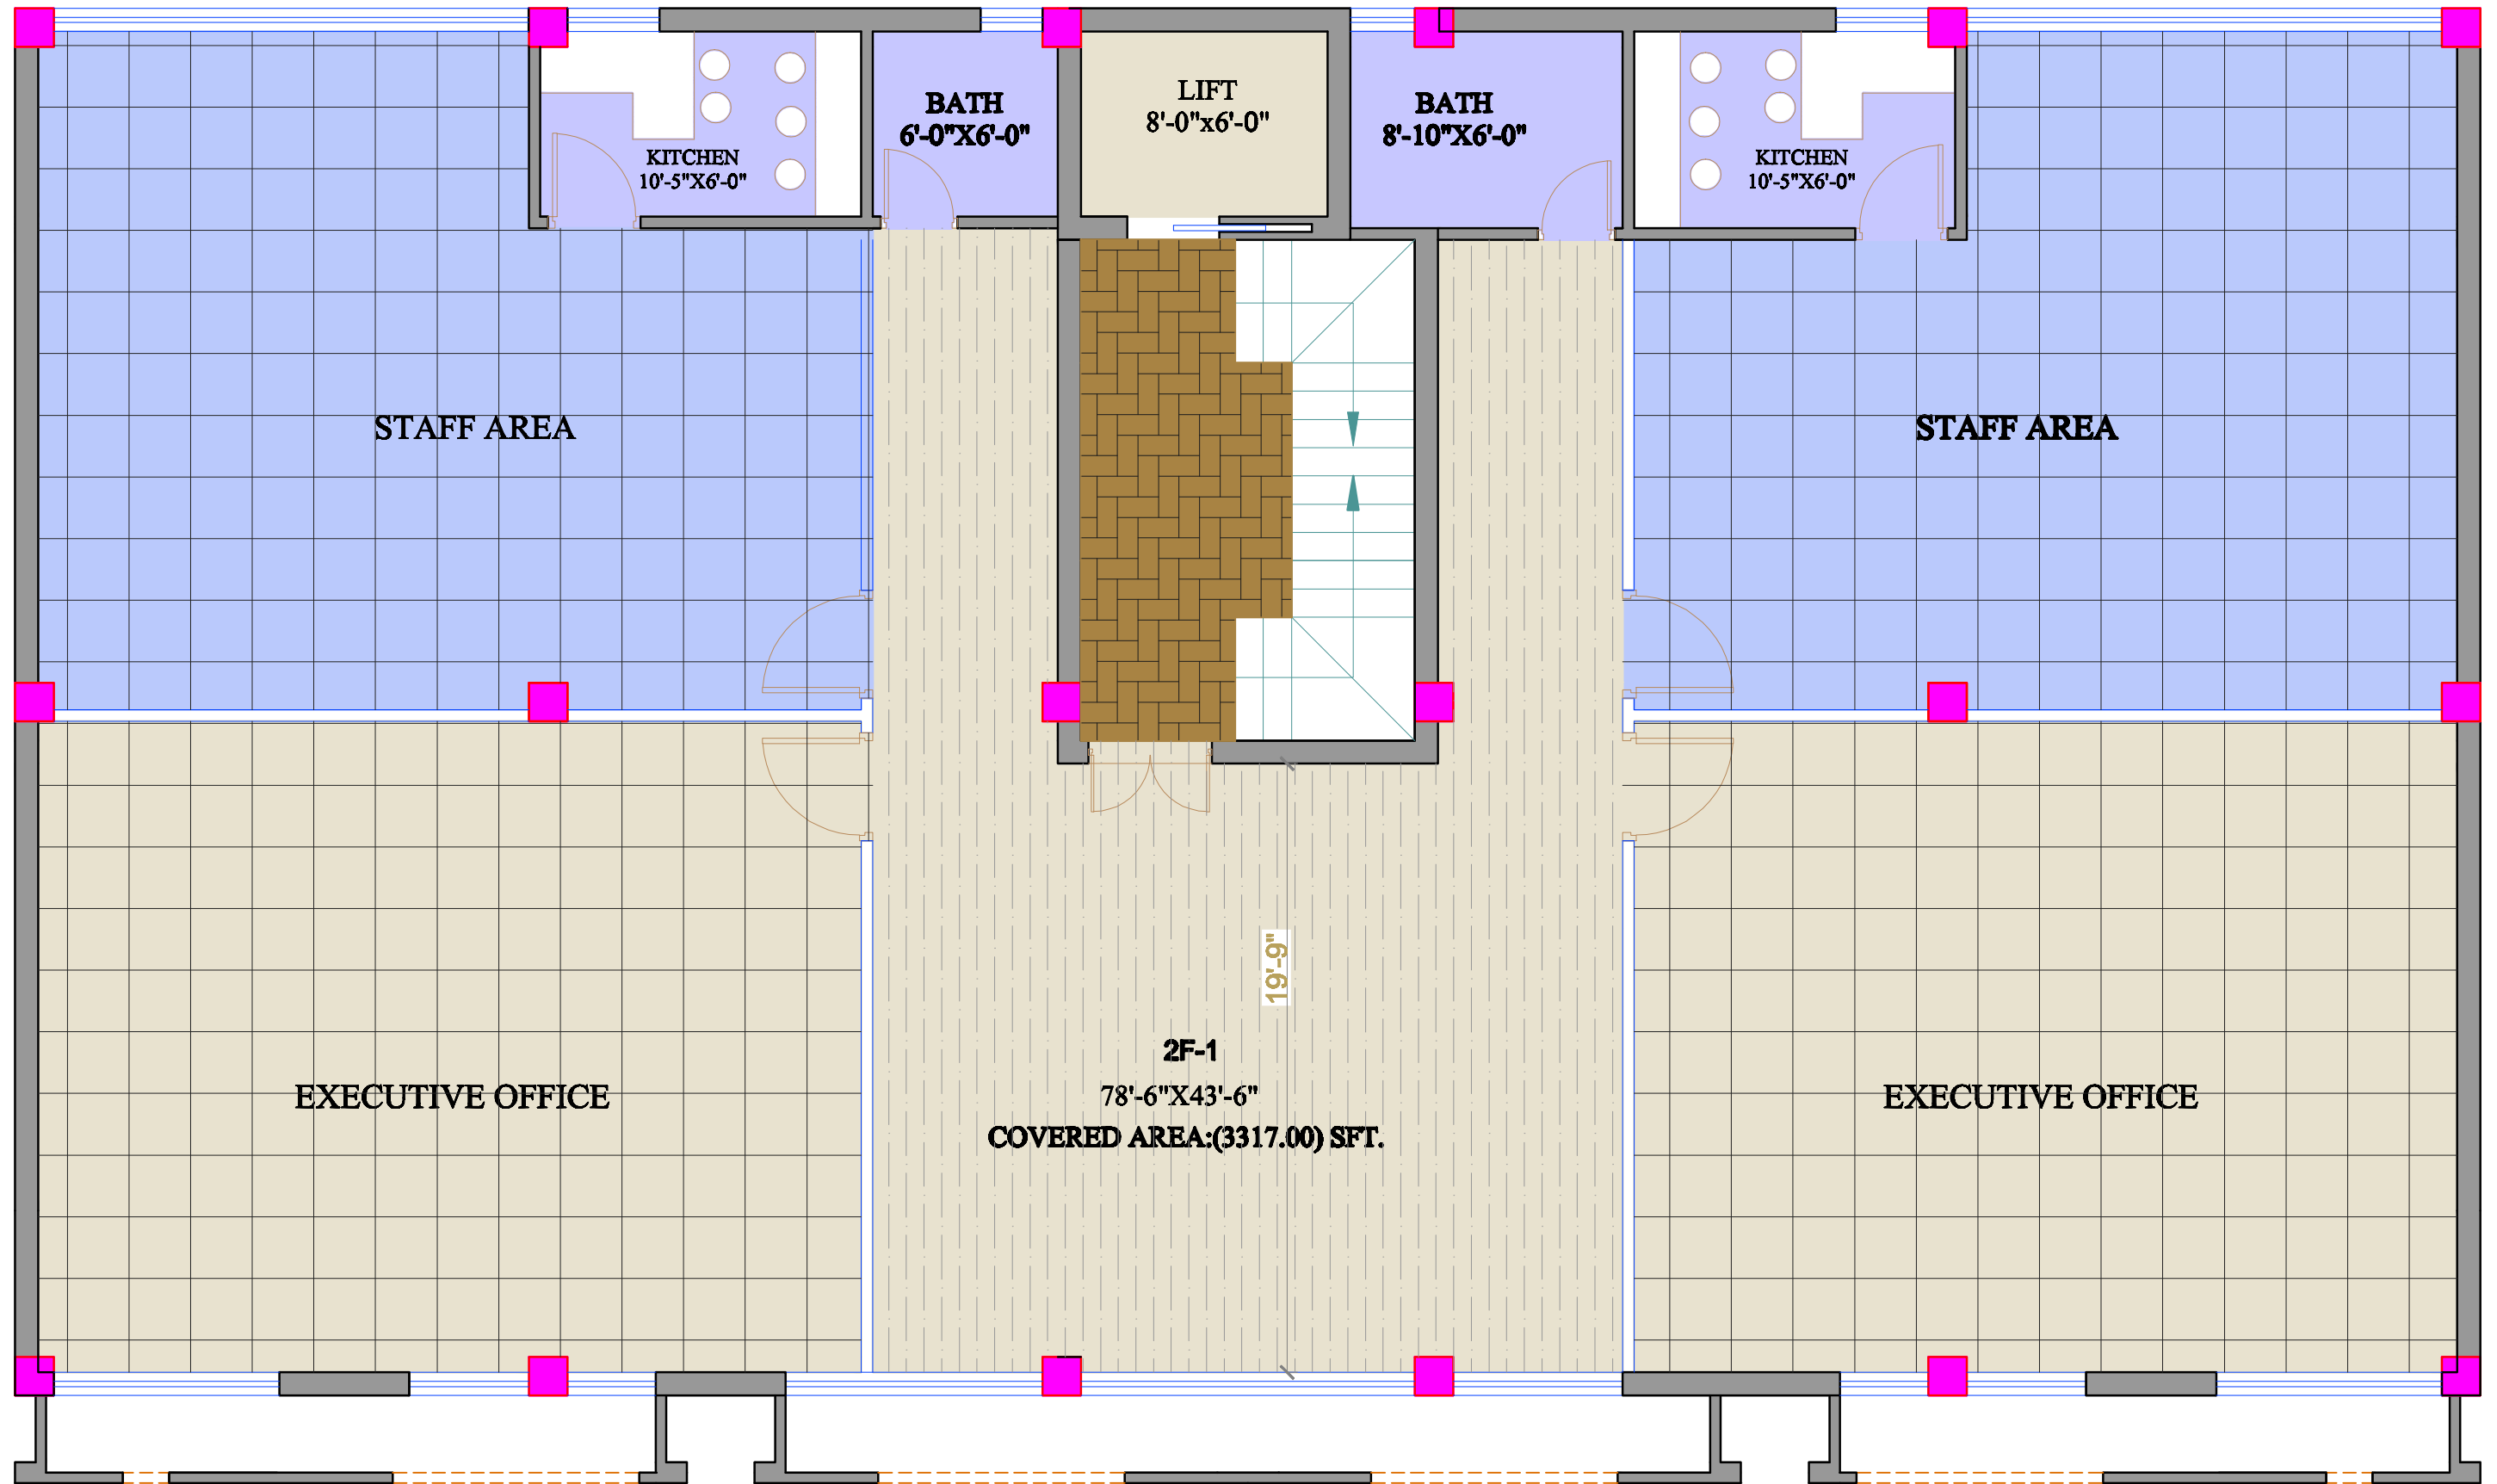 LIFT
8'-0"x6'-0"
BATH
6'-0"X6'-0"
BATH
8'-10"X6'-0"
KITCHEN
10'-5"X6'-0"
KITCHEN
10'-5"X6'-0"
STAFF AREA
STAFF AREA
19'-9"
2F-1
78'-6"X43'-6"
COVERED AREA:(3317.00) SFT.
EXECUTIVE OFFICE
EXECUTIVE OFFICE